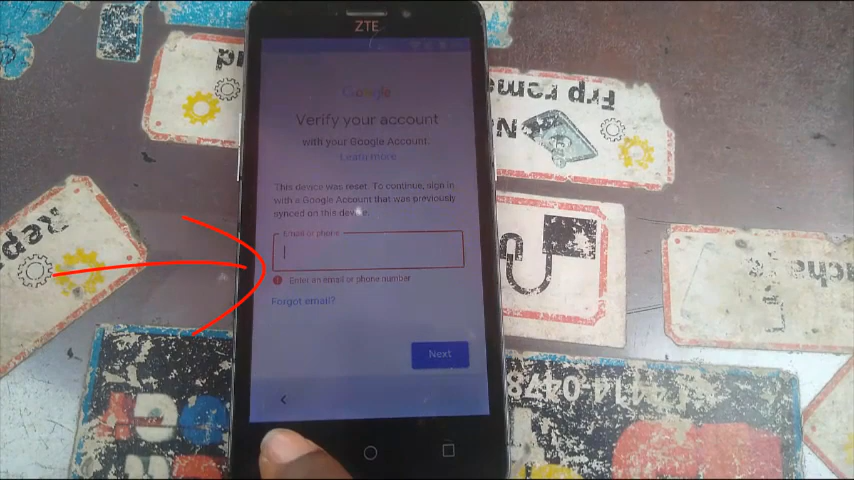 ZTE
Google
Verify your account
with your Google Account.
Learn more
This device was reset. To continue, sign in
with a Google Account that was previously
synced on this device.
Email or phone
Enter an email or phone number
Forgot email?
Next
Frp remo